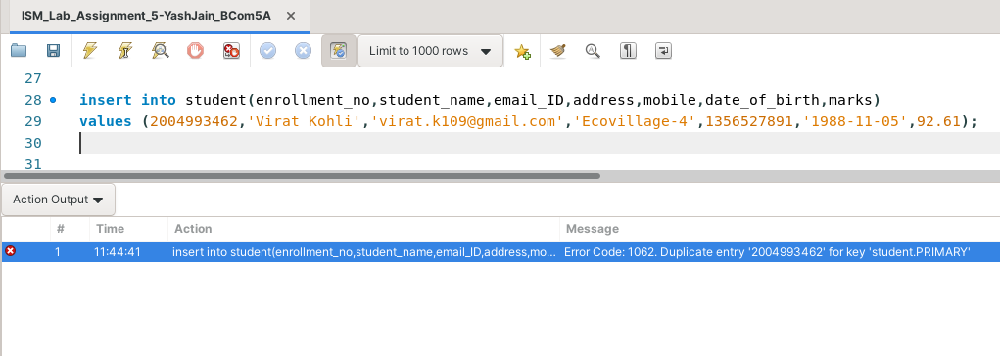 ISM_Lab_Assignment_5-YashJain_BCom5A
Limit to 1000 rows
27
28 insert into student(enrollment_no,student_name,email_ID,address,mobile,date_of_birth,marks)
29 values (2004993462,'Virat Kohli','virat.k109@gmail.com','Ecovillage-4',1356527891,'1988-11-05',92.61);
30
31
Action Output
# Time Action Message
1 11:44:41 insert into student(enrollment_no,student_name,email_ID,address,mo... Error Code: 1062. Duplicate entry '2004993462' for key 'student.PRIMARY'